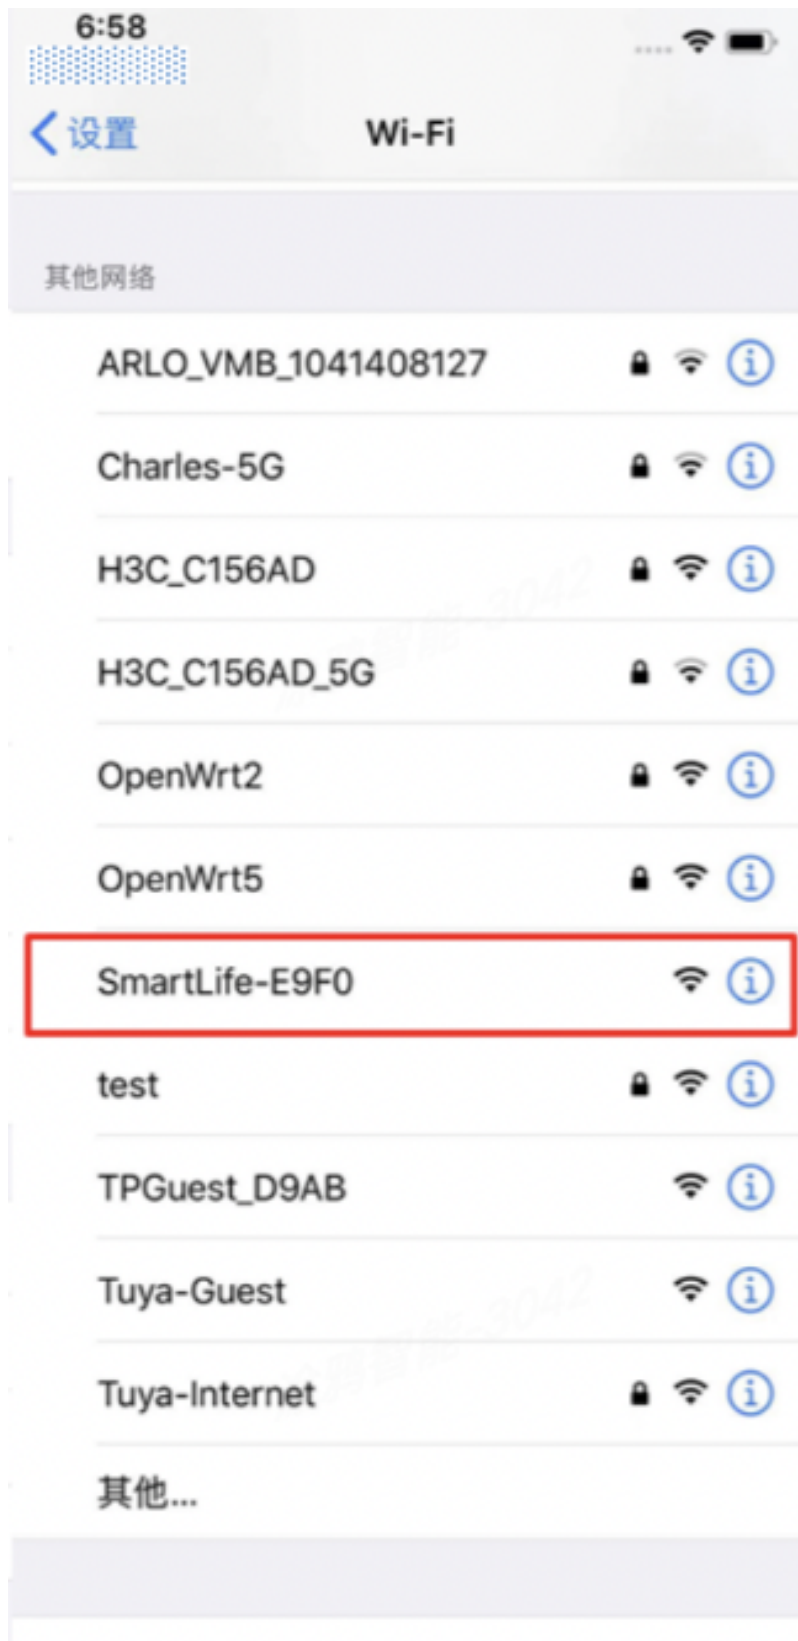 6:58
设置
Wi-Fi
其他网络
ARLO_VMB_1041408127
Charles-5G
H3C_C156AD
H3C_C156AD_5G
OpenWrt2
OpenWrt5
SmartLife-E9F0
test
TPGuest_D9AB
Tuya-Guest
Tuya-Internet
其他...